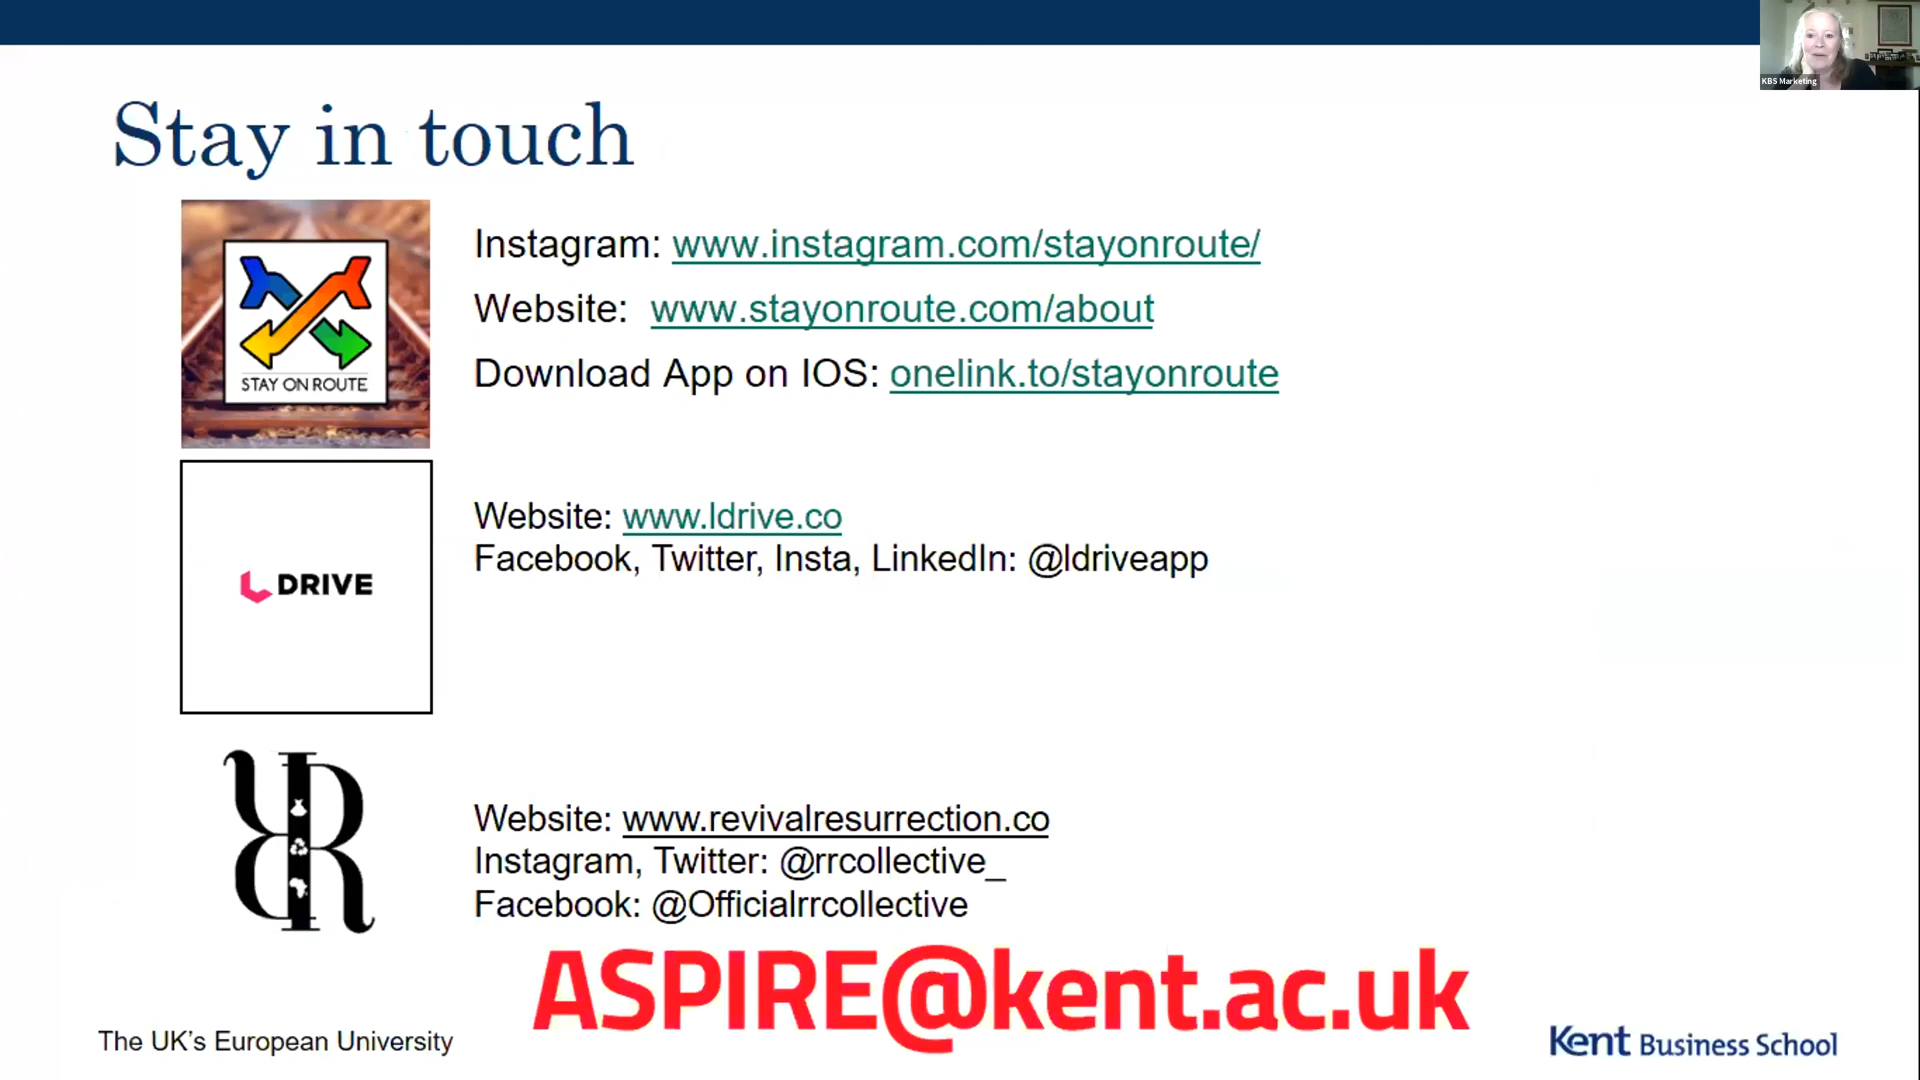 KBS Marketing
Stay in touch
STAY ON ROUTE
Instagram: www.instagram.com/stayonroute/
Website: www.stayonroute.com/about
Download App on IOS: onelink.to/stayonroute
DRIVE
Website: www.ldrive.co
Facebook, Twitter, Insta, LinkedIn: @ldriveapp
Website: www.revivalresurrection.co
Instagram, Twitter: @rrcollective_
Facebook: @Officialrrcollective
ASPIRE@kent.ac.uk
The UK's European University
Kent Business School